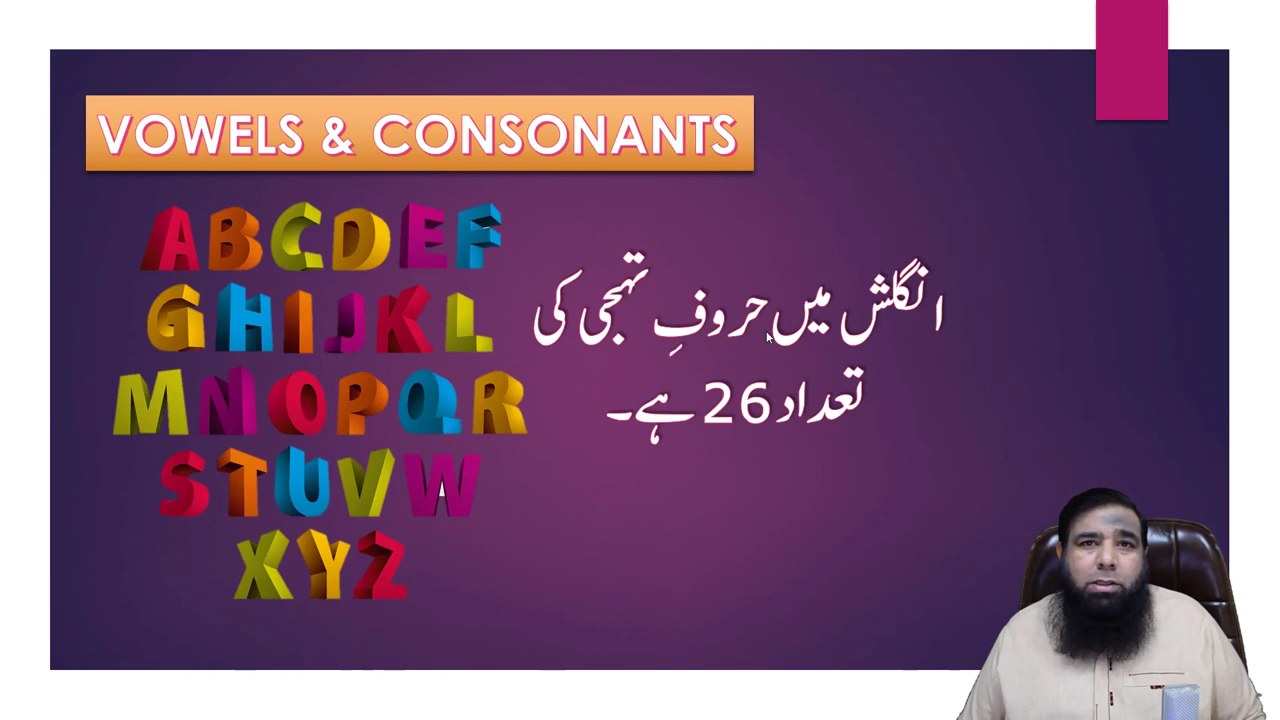 VOWELS & CONSONANTS
ABCDEF
GHIJKL
MNOPQR
STUVW
XYZ
انگلش میں حروفِ تہجی کی
تعداد 26 ہے۔